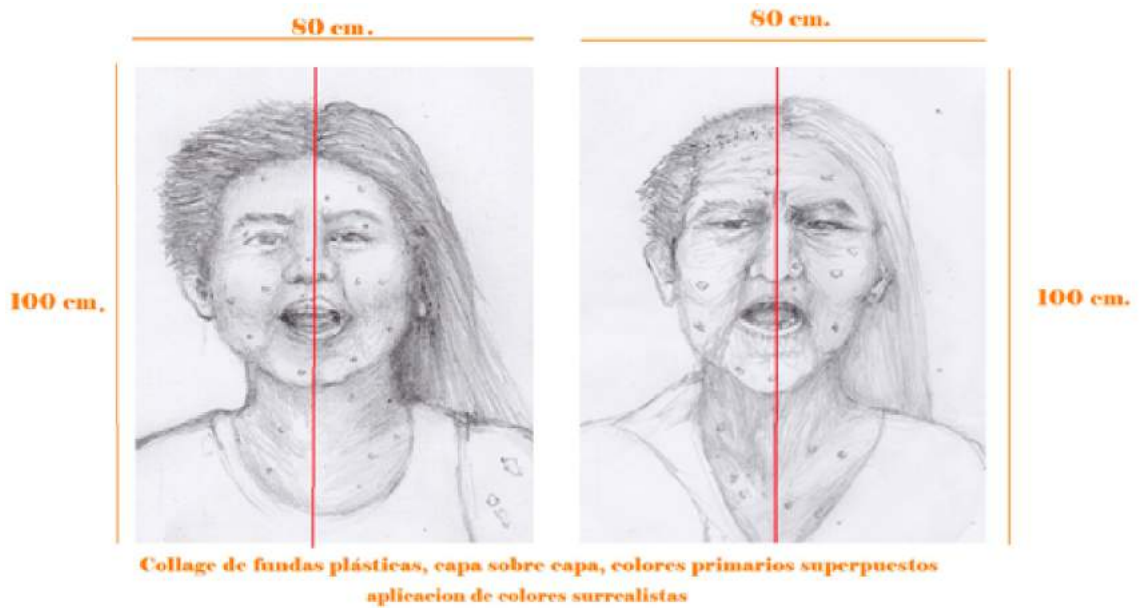 80 cm.
80 cm.
100 cm.
100 cm.
Collage de fundas plásticas, capa sobre capa, colores primarios superpuestos
aplicacion de colores surrealistas